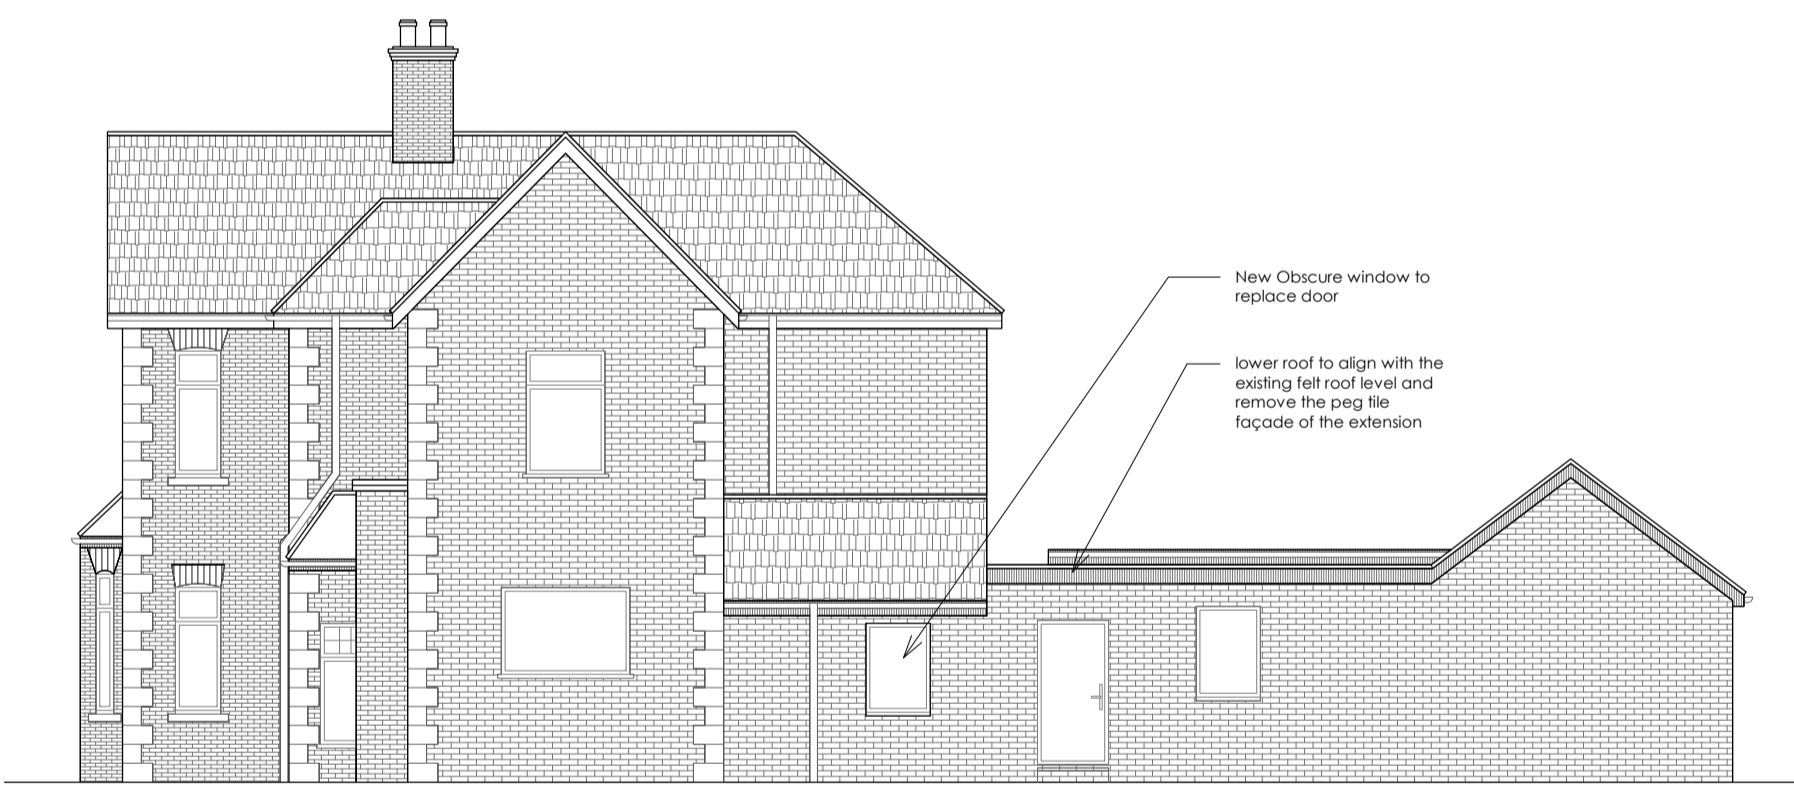 New Obscure window to
replace door
lower roof to align with the
existing felt roof level and
remove the peg tile
façade of the extension